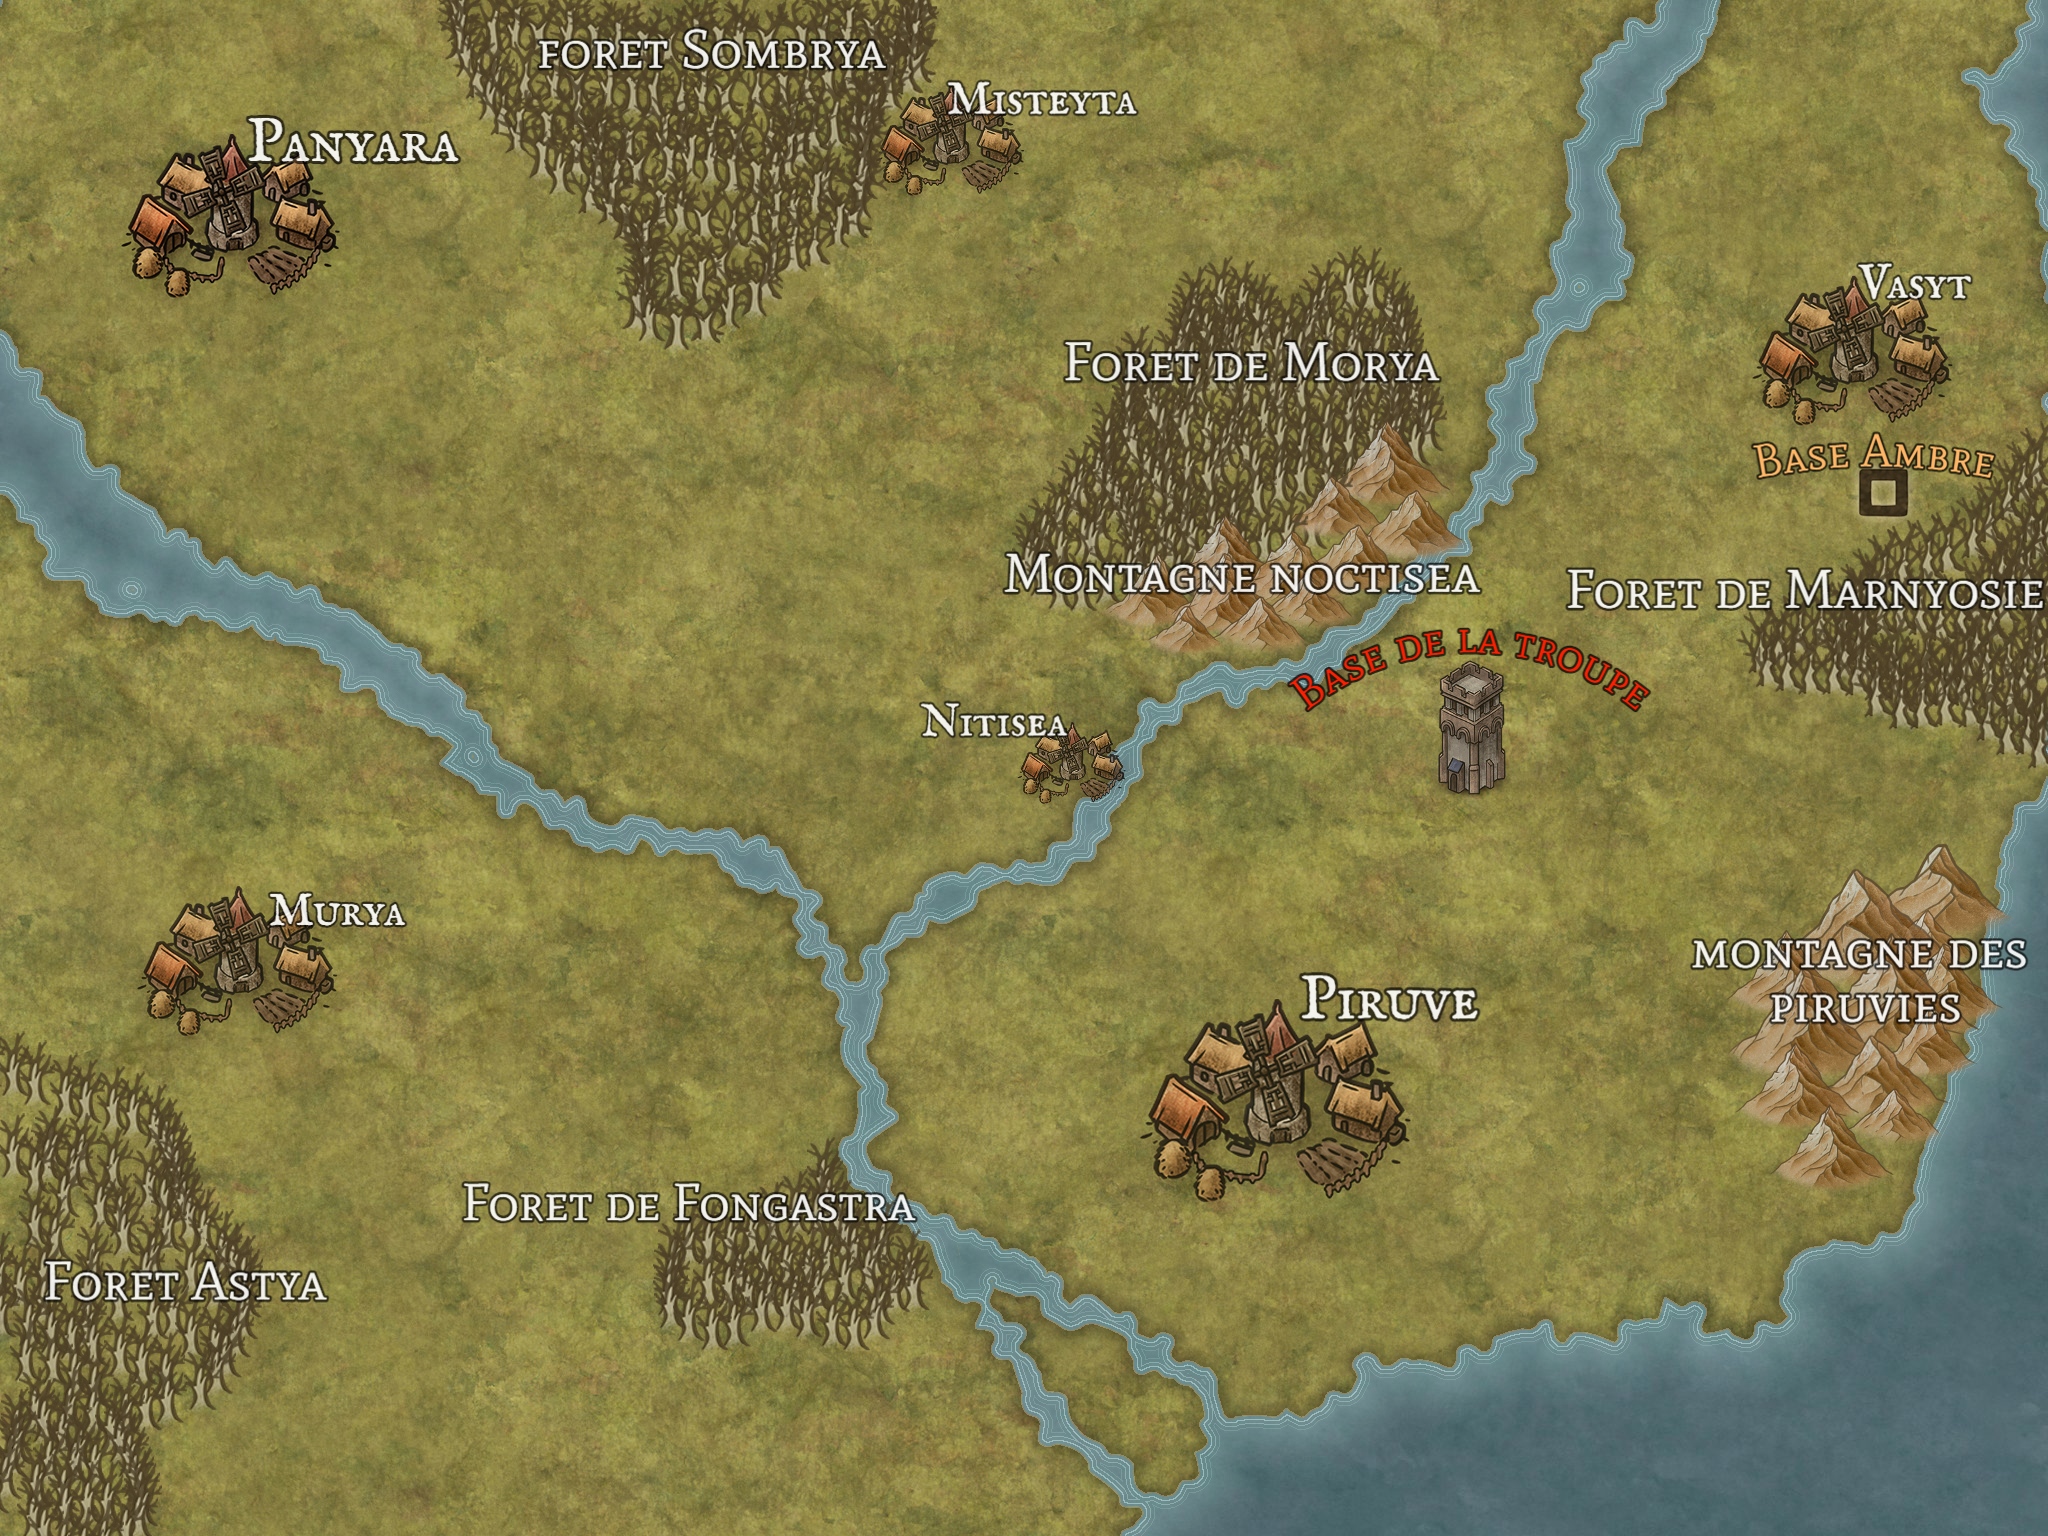 FORET SOMBRYA
MISTEYTA
PANYARA
VASYT
FORET DE MORYA
BASE AMBRE
MONTAGNE NOCTISEA
FORET DE MARNYOSIE
BASE DE LA TROUPE
NITISEA
MURYA
MONTAGNE DES
PIRUVIES
PIRUVE
FORET DE FONGASTRA
FORET ASTYA